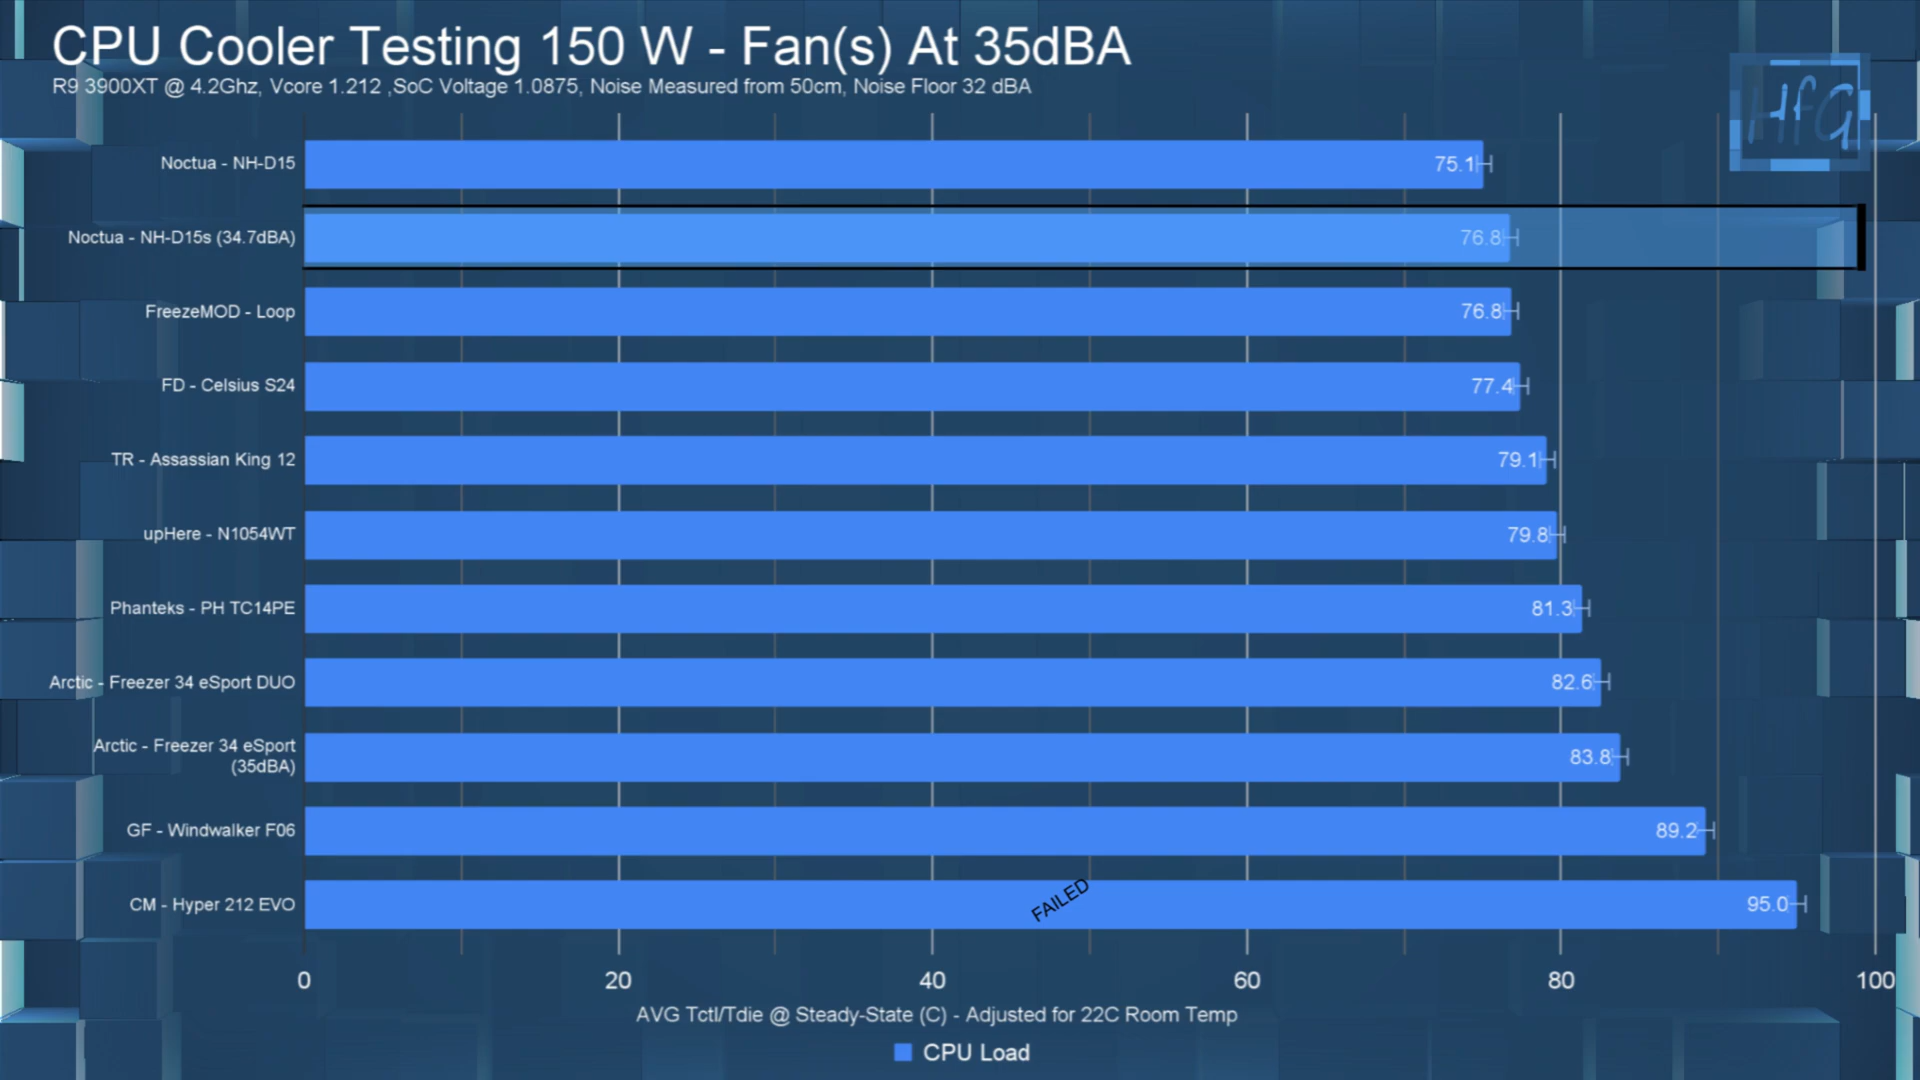 CPU Cooler Testing 150 W - Fan(s) At 35dBA
R9 3900XT @ 4.2Ghz, Vcore 1.212 ,SoC Voltage 1.0875, Noise Measured from 50cm, Noise Floor 32 dBA
HfG
Noctua - NH-D15 75.1
Noctua - NH-D15s (34.7dBA) 76.8
FreezeMOD - Loop 76.8
FD - Celsius S24 77.4
TR - Assassian King 12 79.1
upHere - N1054WT 79.8
Phanteks - PH TC14PE 81.3
Arctic - Freezer 34 eSport DUO 82.6
Arctic - Freezer 34 eSport
(35dBA) 83.8
GF - Windwalker F06 89.2
CM - Hyper 212 EVO FAILED 95.0
0 20 40 60 80 100
AVG Tctl/Tdie @ Steady-State (C) - Adjusted for 22C Room Temp
CPU Load